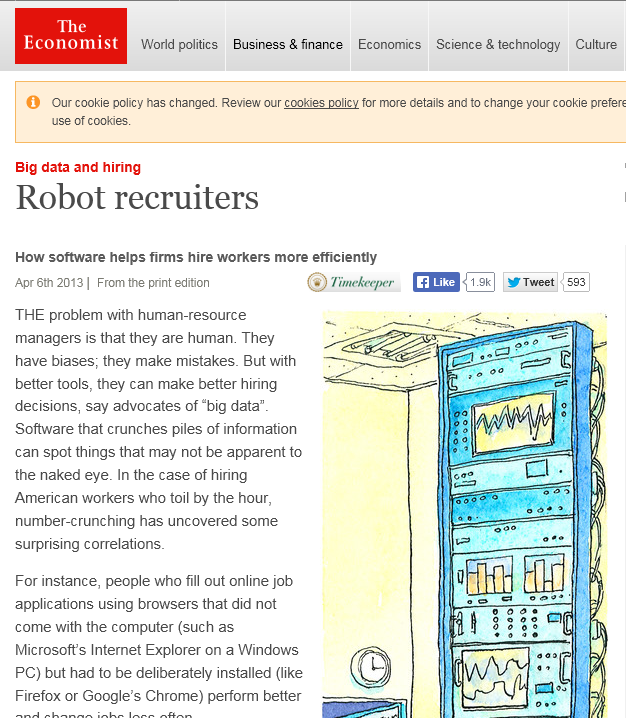 The
Economist
World politics
Business & finance
Economics
Science & technology
Culture
Our cookie policy has changed. Review our cookies policy for more details and to change your cookie prefere
use of cookies.
Big data and hiring
Robot recruiters
How software helps firms hire workers more efficiently
Apr 6th 2013 | From the print edition
Timekeeper
Like
1.9k
Tweet
593
THE problem with human-resource
managers is that they are human. They
have biases; they make mistakes. But with
better tools, they can make better hiring
decisions, say advocates of “big data”.
Software that crunches piles of information
can spot things that may not be apparent to
the naked eye. In the case of hiring
American workers who toil by the hour,
number-crunching has uncovered some
surprising correlations.
For instance, people who fill out online job
applications using browsers that did not
come with the computer (such as
Microsoft’s Internet Explorer on a Windows
PC) but had to be deliberately installed (like
Firefox or Google’s Chrome) perform better
and change jobs less often